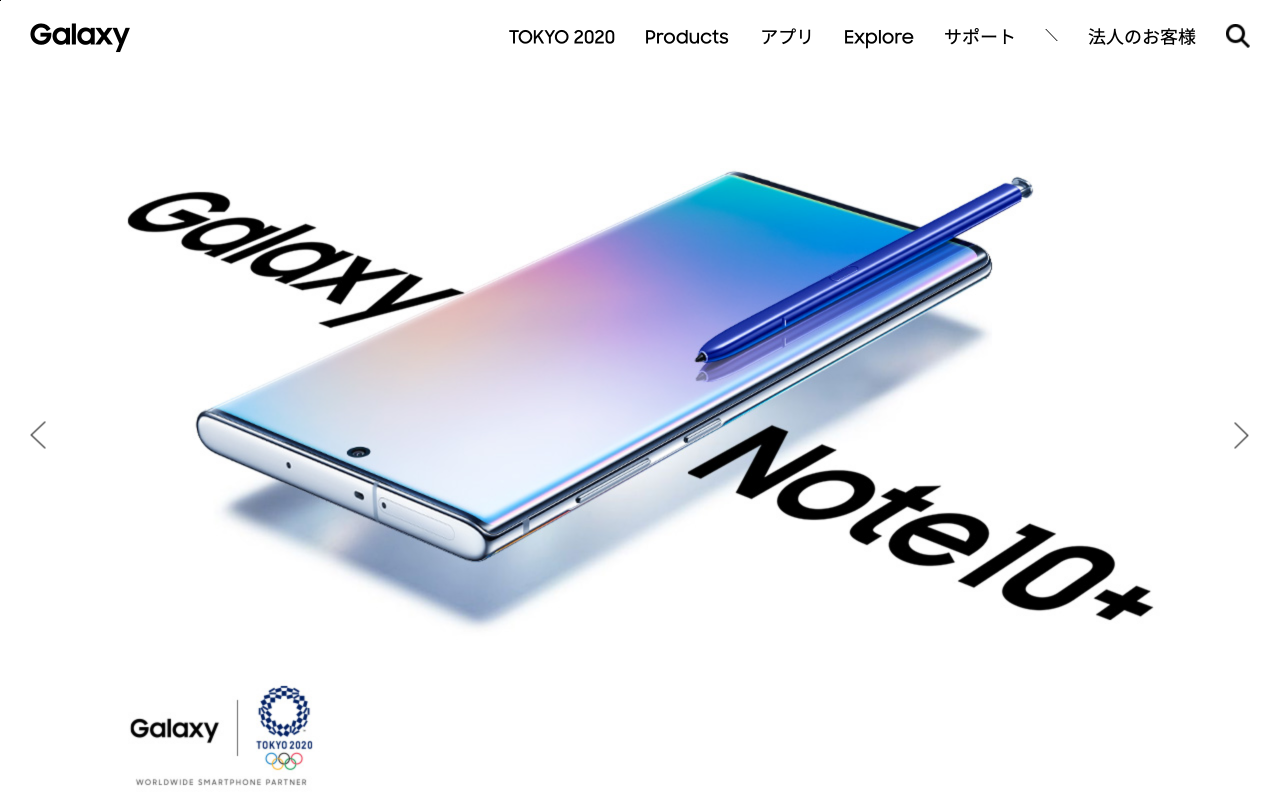 Galaxy
TOKYO 2020 Products アプリ Explore サポート \ 法人のお客様
Galaxy
Note10+
Galaxy
TOKYO 2020
WORLDWIDE SMARTPHONE PARTNER